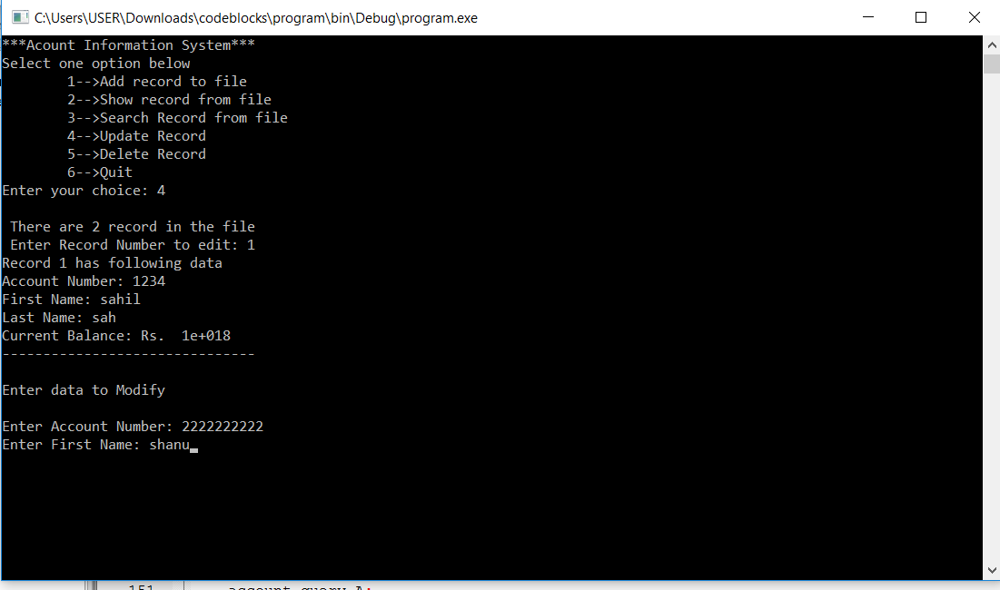 C:\Users\USER\Downloads\codeblocks\program\bin\Debug\program.exe
***Acount Information System***
Select one option below
1-->Add record to file
2-->Show record from file
3-->Search Record from file
4-->Update Record
5-->Delete Record
6-->Quit
Enter your choice: 4
There are 2 record in the file
Enter Record Number to edit: 1
Record 1 has following data
Account Number: 1234
First Name: sahil
Last Name: sah
Current Balance: Rs.  1e+018
-------------------------------
Enter data to Modify
Enter Account Number: 2222222222
Enter First Name: shanu
151 account_query A;